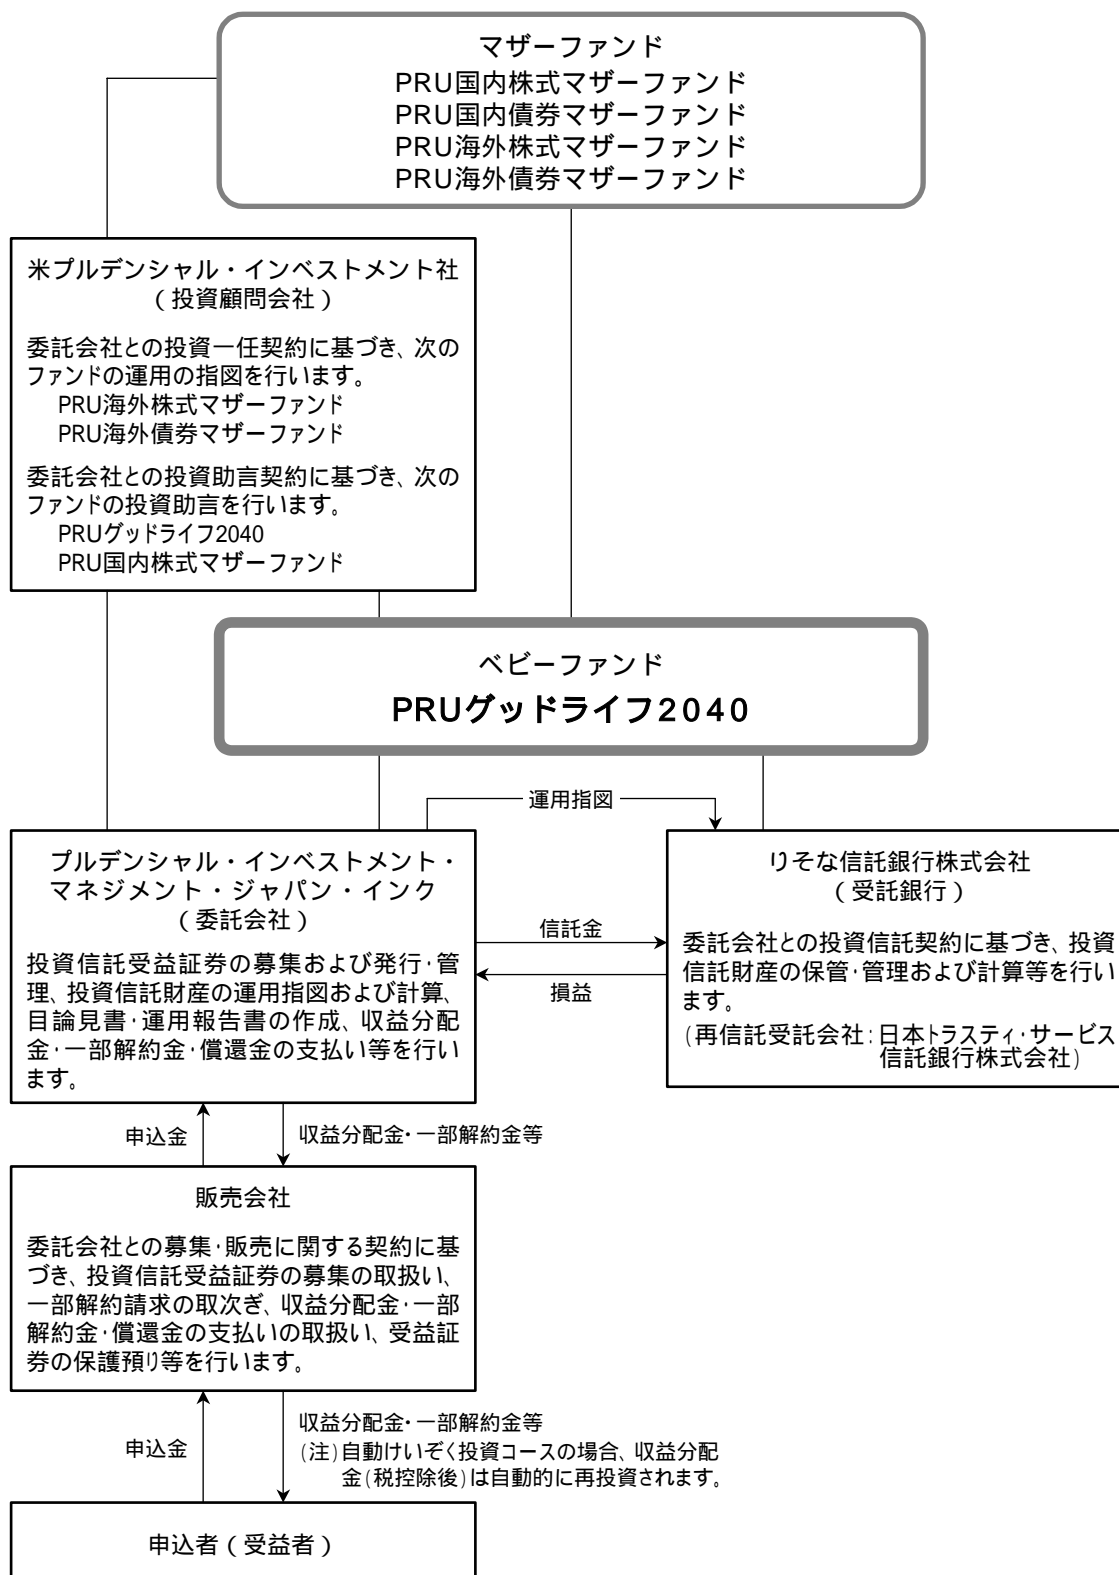 マザーファンド
PRU国内株式マザーファンド
PRU国内債券マザーファンド
PRU海外株式マザーファンド
PRU海外債券マザーファンド
米プルデンシャル・インベストメント社
(投資顧問会社)
委託会社との投資一任契約に基づき、次の
ファンドの運用の指図を行います。
PRU海外株式マザーファンド
PRU海外債券マザーファンド
委託会社との投資助言契約に基づき、次の
ファンドの投資助言を行います。
PRUグッドライフ2040
PRU国内株式マザーファンド
ベビーファンド
PRUグッドライフ2040
運用指図
プルデンシャル・インベストメント・
マネジメント・ジャパン・インク
(委託会社)
投資信託受益証券の募集および発行・管
理、投資信託財産の運用指図および計算、
目論見書・運用報告書の作成、収益分配
金・一部解約金・償還金の支払い等を行い
ます。
信託金
損益
りそな信託銀行株式会社
(受託銀行)
委託会社との投資信託契約に基づき、投資
信託財産の保管・管理および計算等を行い
ます。
(再信託受託会社:日本トラスティ・サービス
信託銀行株式会社)
申込金
収益分配金・一部解約金等
販売会社
委託会社との募集・販売に関する契約に基
づき、投資信託受益証券の募集の取扱い、
一部解約請求の取次ぎ、収益分配金・一部
解約金・償還金の支払いの取扱い、受益証
券の保護預り等を行います。
申込金
収益分配金・一部解約金等
(注)自動けいぞく投資コースの場合、収益分配
金(税控除後)は自動的に再投資されます。
申込者(受益者)